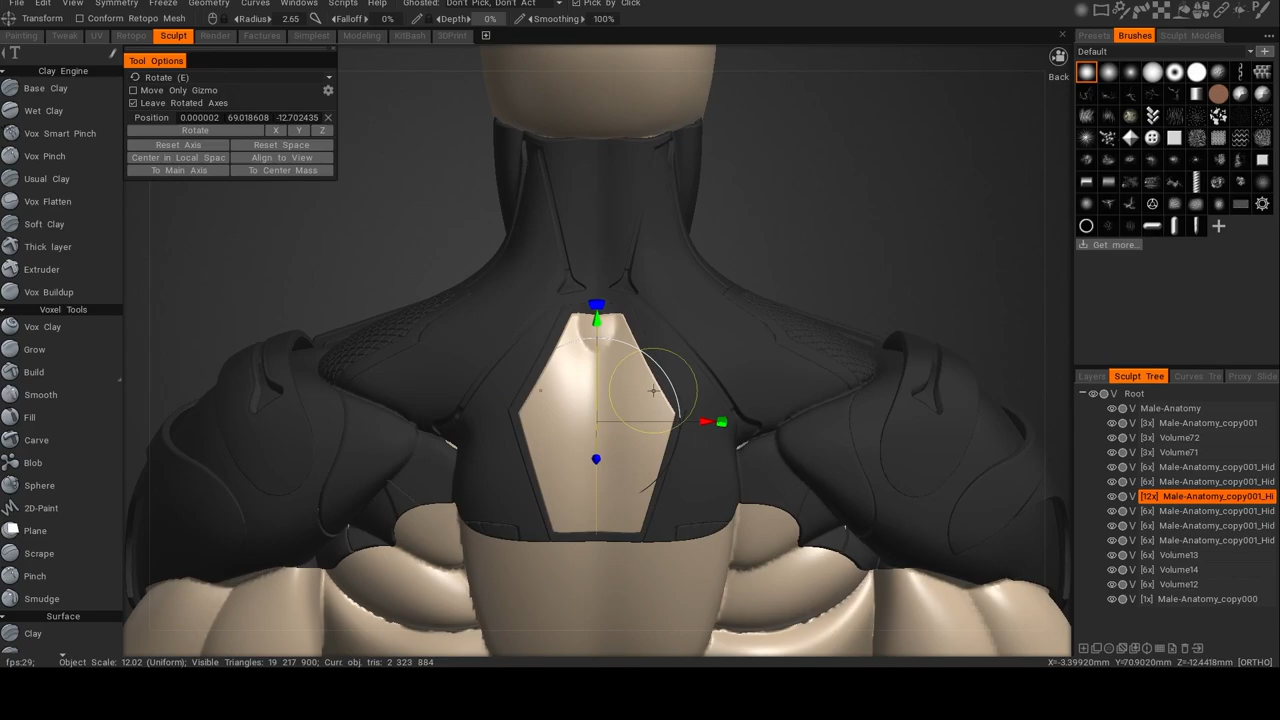 File Edit View Symmetry Freeze Geometry Curves Windows Scripts Help Ghosted: Don't Pick, Don't Act Pick by Click
Transform Conform Retopo Mesh Radius 2.65 Falloff 0% Depth 0% Smoothing 100%
Painting Tweak UV Retopo Sculpt Render Factures Simplest Modeling KitBash 3DPrint
Presets Brushes Sculpt Models
Default
T
Clay Engine
Base Clay
Wet Clay
Vox Smart Pinch
Vox Pinch
Usual Clay
Vox Flatten
Soft Clay
Thick layer
Extruder
Vox Buildup
Voxel Tools
Vox Clay
Grow
Build
Smooth
Fill
Carve
Blob
Sphere
2D-Paint
Plane
Scrape
Pinch
Smudge
Surface
Clay
Tool Options
Rotate (E)
Move Only Gizmo
Leave Rotated Axes
Position 0.000002 69.018608 -12.702435
Rotate X Y Z
Reset Axis Reset Space
Center in Local Spac Align to View
To Main Axis To Center Mass
Back
Get more...
Layers Sculpt Tree Curves Tree Proxy Slide
V Root
V Male-Anatomy
V [3x] Male-Anatomy_copy001
V [3x] Volume72
V [3x] Volume71
V [6x] Male-Anatomy_copy001_Hid
V [6x] Male-Anatomy_copy001_Hid
V [12x] Male-Anatomy_copy001_Hi
V [6x] Male-Anatomy_copy001_Hid
V [6x] Male-Anatomy_copy001_Hid
V [6x] Male-Anatomy_copy001_Hid
V [6x] Volume13
V [6x] Volume14
V [6x] Volume12
V [1x] Male-Anatomy_copy000
fps:29; Object Scale: 12.02 (Uniform), Visible Triangles: 19 217 900; Curr. obj. tris: 2 323 884
X=-3.39920mm Y=70.9020mm Z=-12.4418mm [ORTHO]